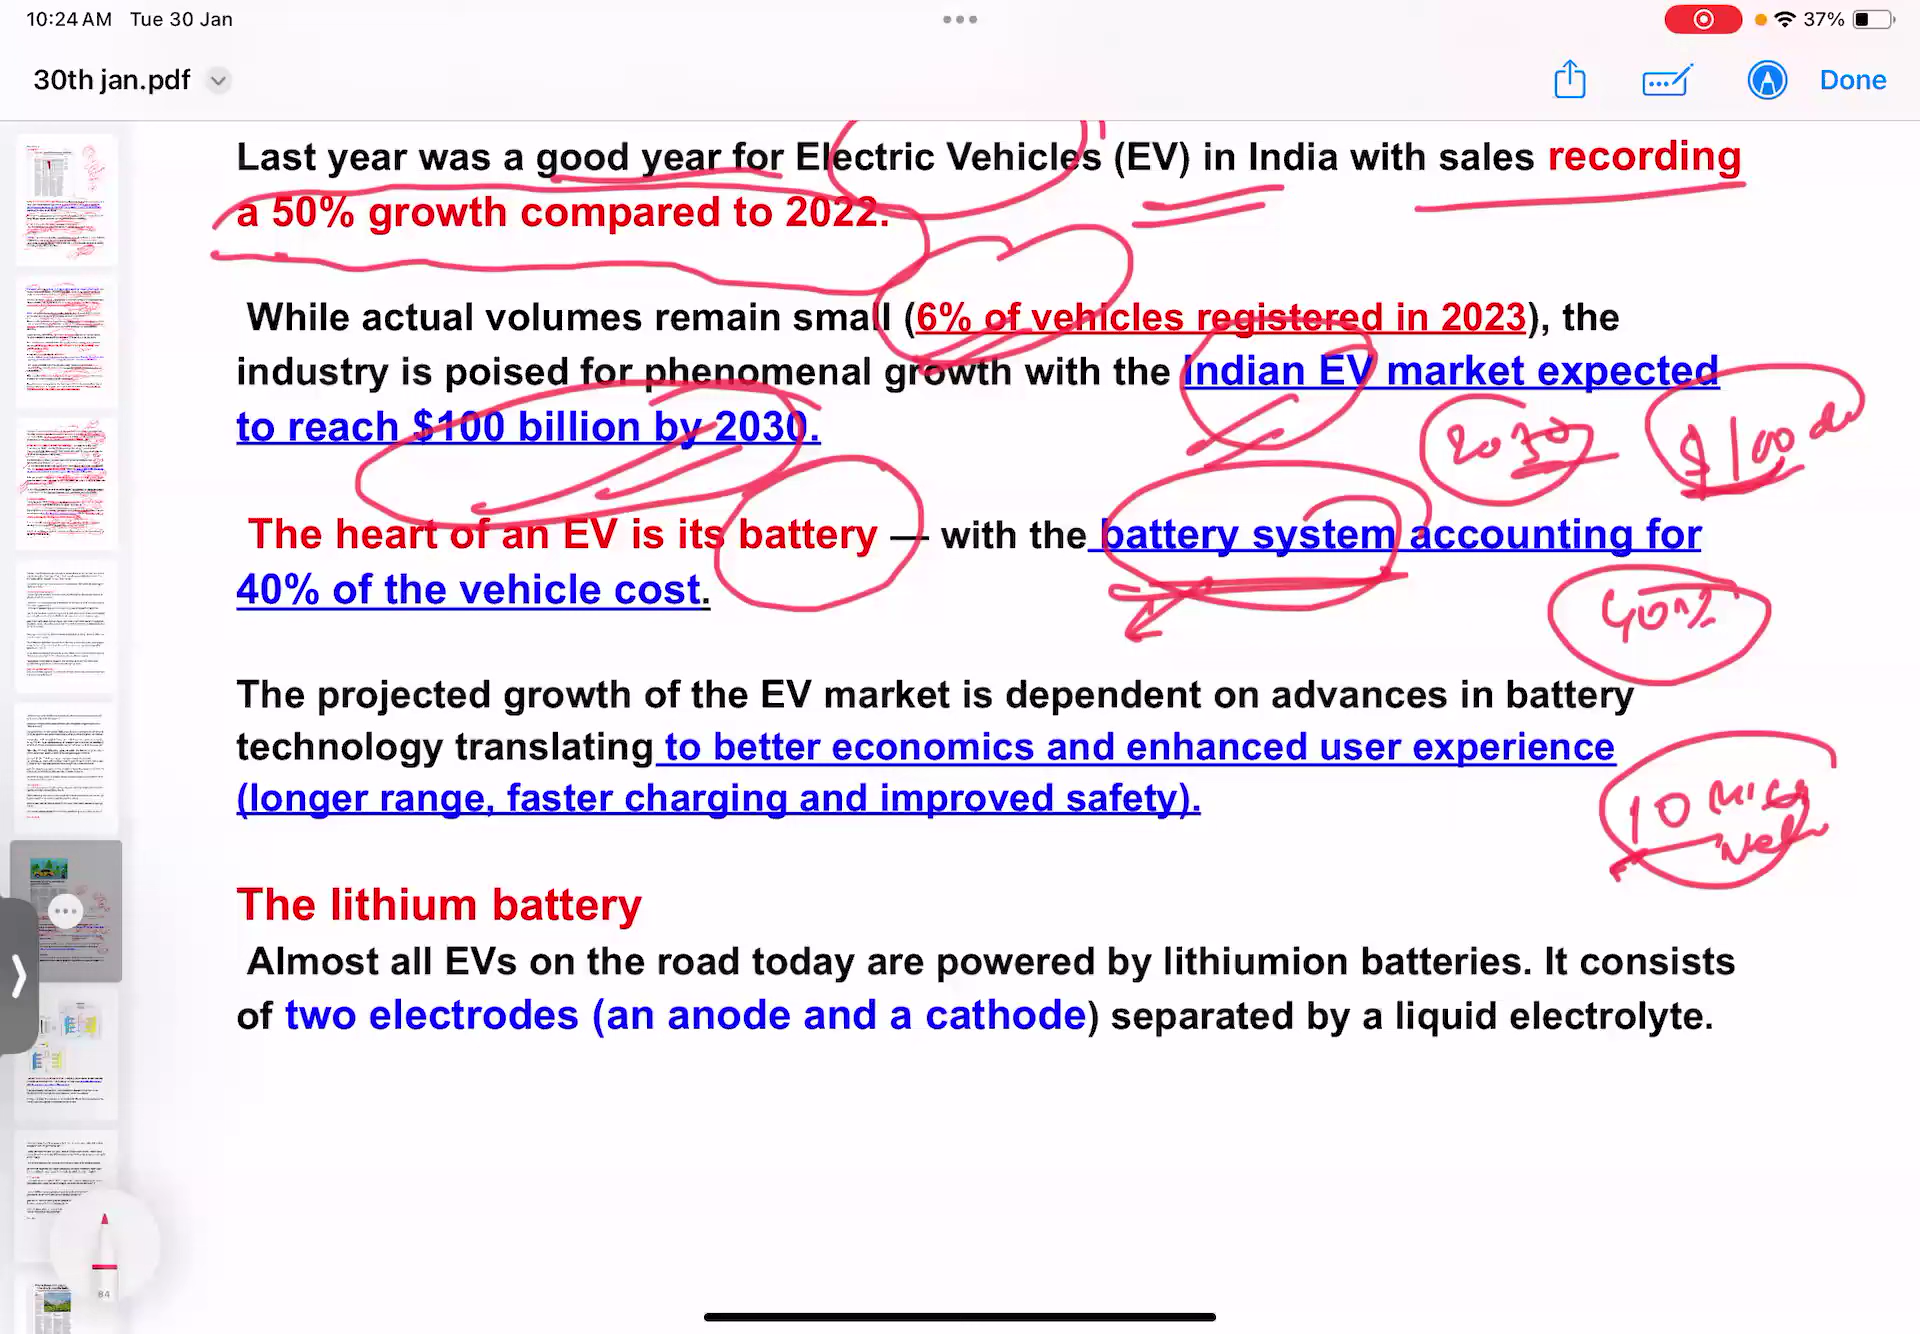 10:24 AM Tue 30 Jan
37%
30th jan.pdf
Done
Last year was a good year for Electric Vehicles (EV) in India with sales recording
a 50% growth compared to 2022.
While actual volumes remain small (6% of vehicles registered in 2023), the
industry is poised for phenomenal growth with the Indian EV market expected
to reach $100 billion by 2030.
2030
$100
The heart of an EV is its battery — with the battery system accounting for
40% of the vehicle cost.
40%
The projected growth of the EV market is dependent on advances in battery
technology translating to better economics and enhanced user experience
(longer range, faster charging and improved safety).
10
The lithium battery
Almost all EVs on the road today are powered by lithiumion batteries. It consists
of two electrodes (an anode and a cathode) separated by a liquid electrolyte.
84